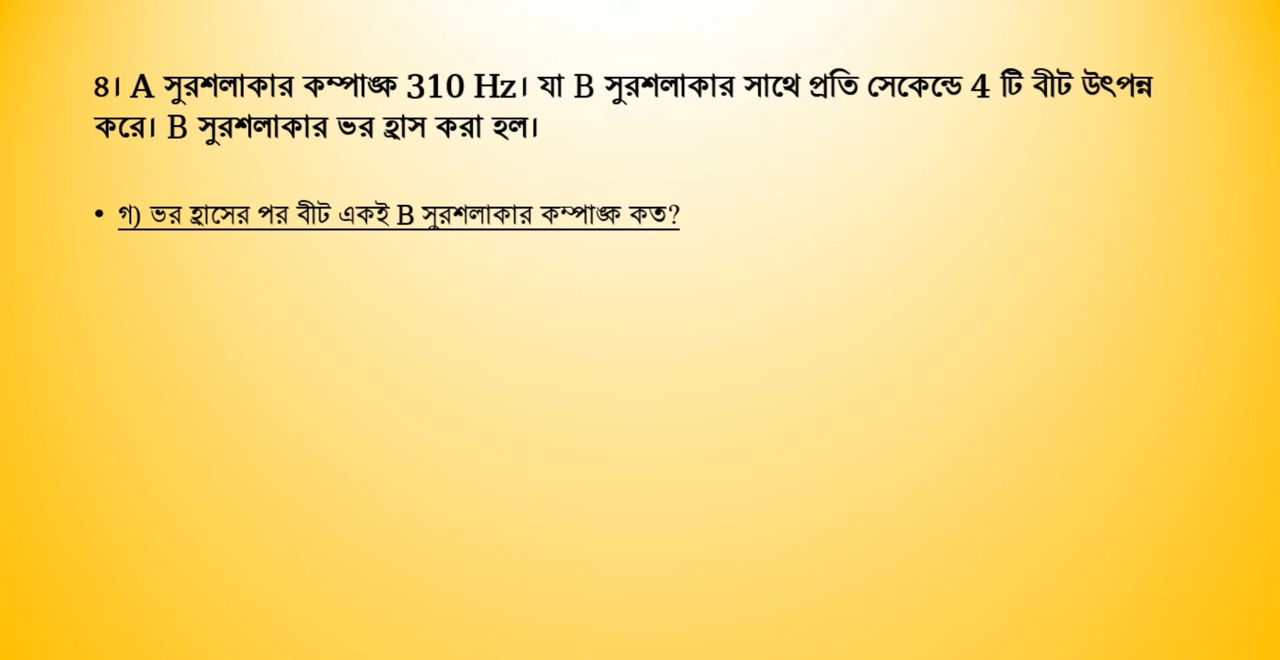 8। A সুরশলাকার কম্পাঙ্ক 310 Hz। যা B সুরশলাকার সাথে প্রতি সেকেন্ডে 4 টি বীট উৎপন্ন
করে। B সুরশলাকার ভর হ্রাস করা হল।
• গ) ভর হ্রাসের পর বীট একই B সুরশলাকার কম্পাঙ্ক কত?